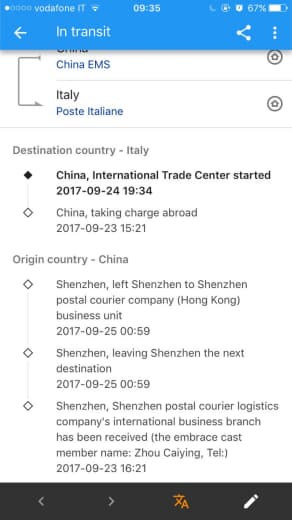 vodafone IT 09:35 67%
In transit
China
China EMS
Italy
Poste Italiane
Destination country - Italy
China, International Trade Center started
2017-09-24 19:34
China, taking charge abroad
2017-09-23 15:21
Origin country - China
Shenzhen, left Shenzhen to Shenzhen
postal courier company (Hong Kong)
business unit
2017-09-25 00:59
Shenzhen, leaving Shenzhen the next
destination
2017-09-25 00:59
Shenzhen, Shenzhen postal courier logistics
company's international business branch
has been received (the embrace cast
member name: Zhou Caiying, Tel:)
2017-09-23 16:21